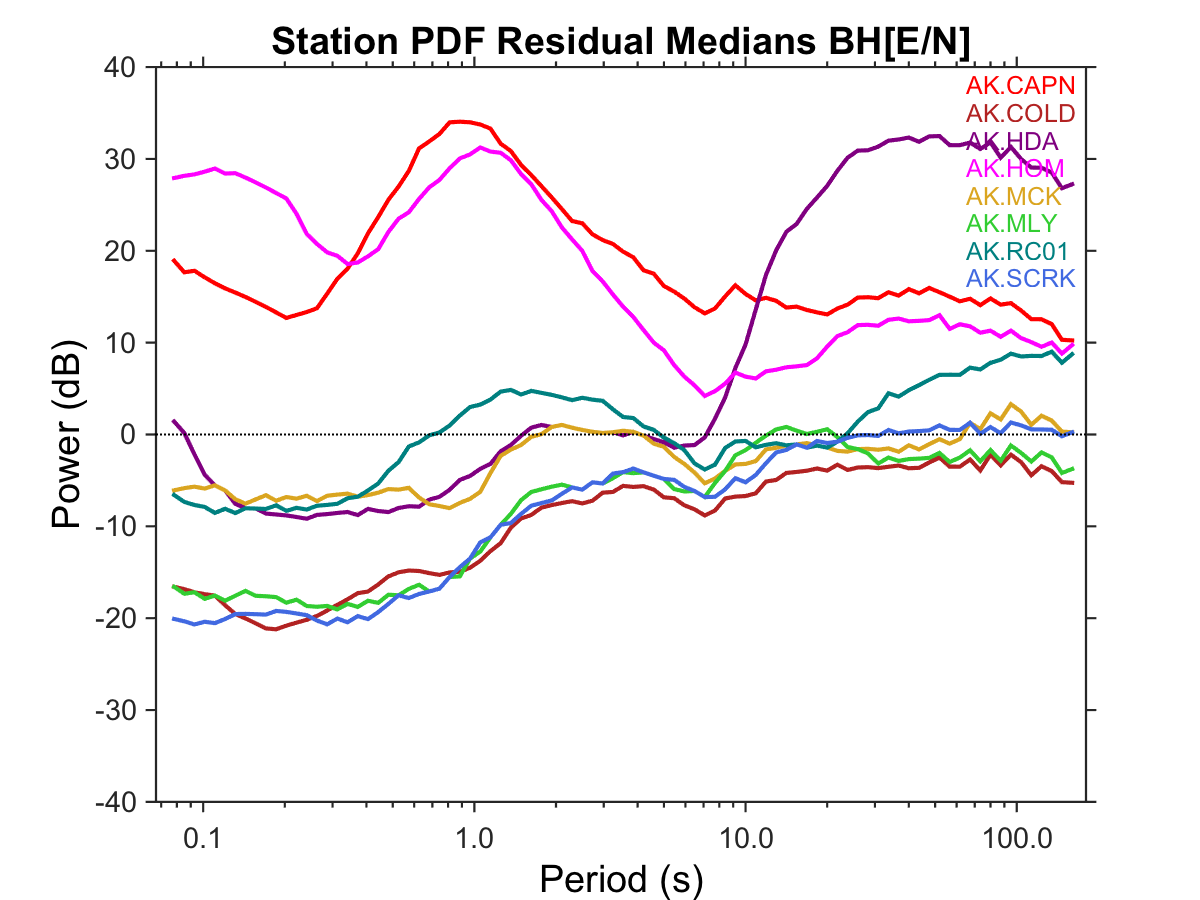 Station PDF Residual Medians BH[E/N]
40
30
20
10
0
-10
-20
-30
-40
Power (dB)
AK.CAPN
AK.COLD
AK.HDA
AK.HOM
AK.MCK
AK.MLY
AK.RC01
AK.SCRK
0.1
1.0
10.0
100.0
Period (s)